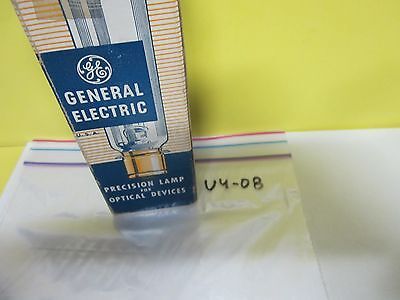 GE
GENERAL
ELECTRIC
U.S.A
PRECISION LAMP
FOR
OPTICAL DEVICES
U4-08